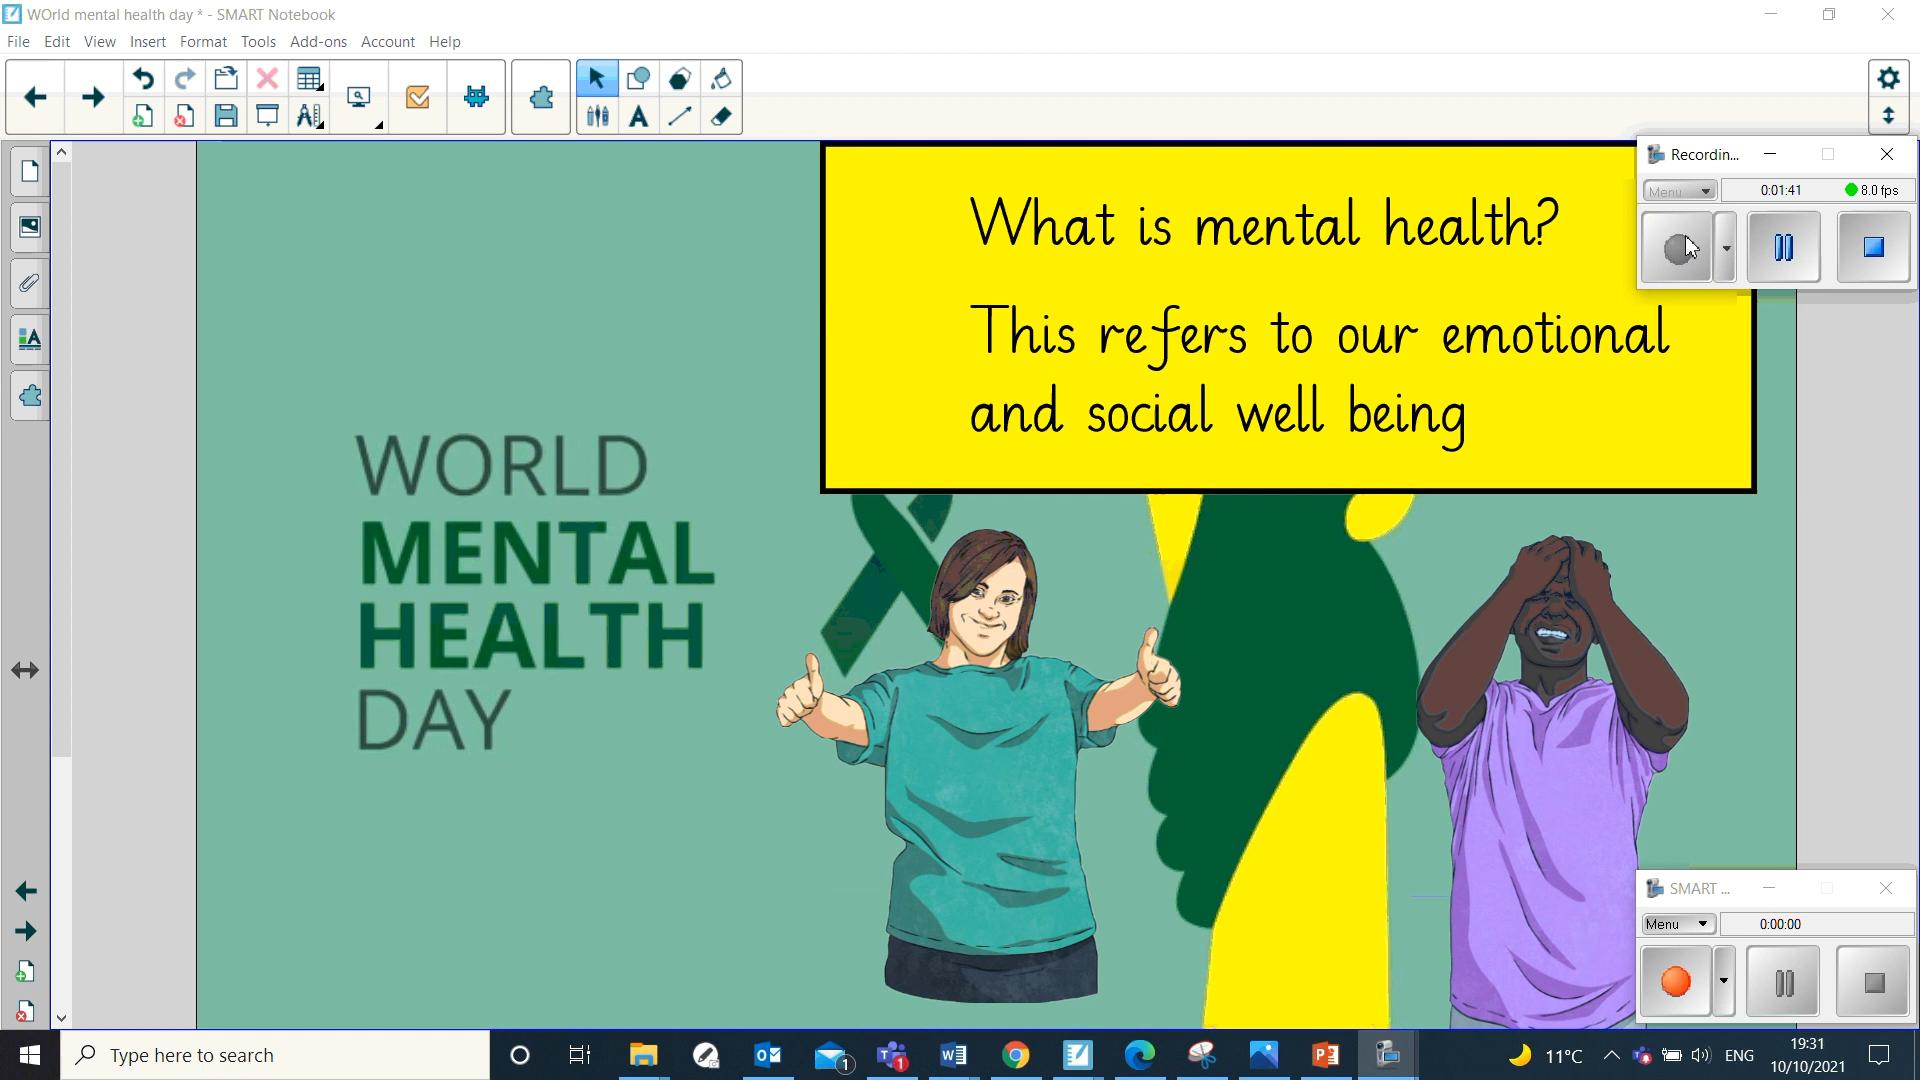 WOrld mental health day * - SMART Notebook
File Edit View Insert Format Tools Add-ons Account Help
Recordin...
Menu 0:01:41 8.0 fps
What is mental health?
This refers to our emotional
and social well being
WORLD
MENTAL
HEALTH
DAY
SMART ...
Menu 0:00:00
Type here to search
1
1
11°C
ENG
19:31
10/10/2021